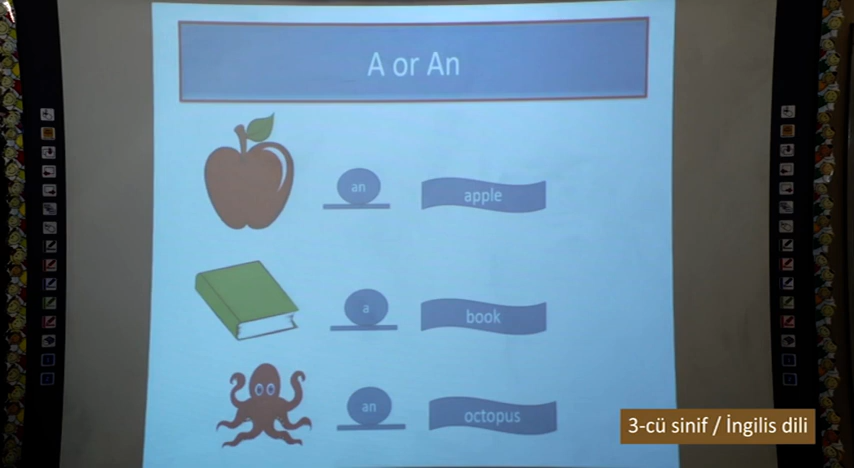 A or An
an apple
a book
an octopus
3-cü sinif / İngilis dili